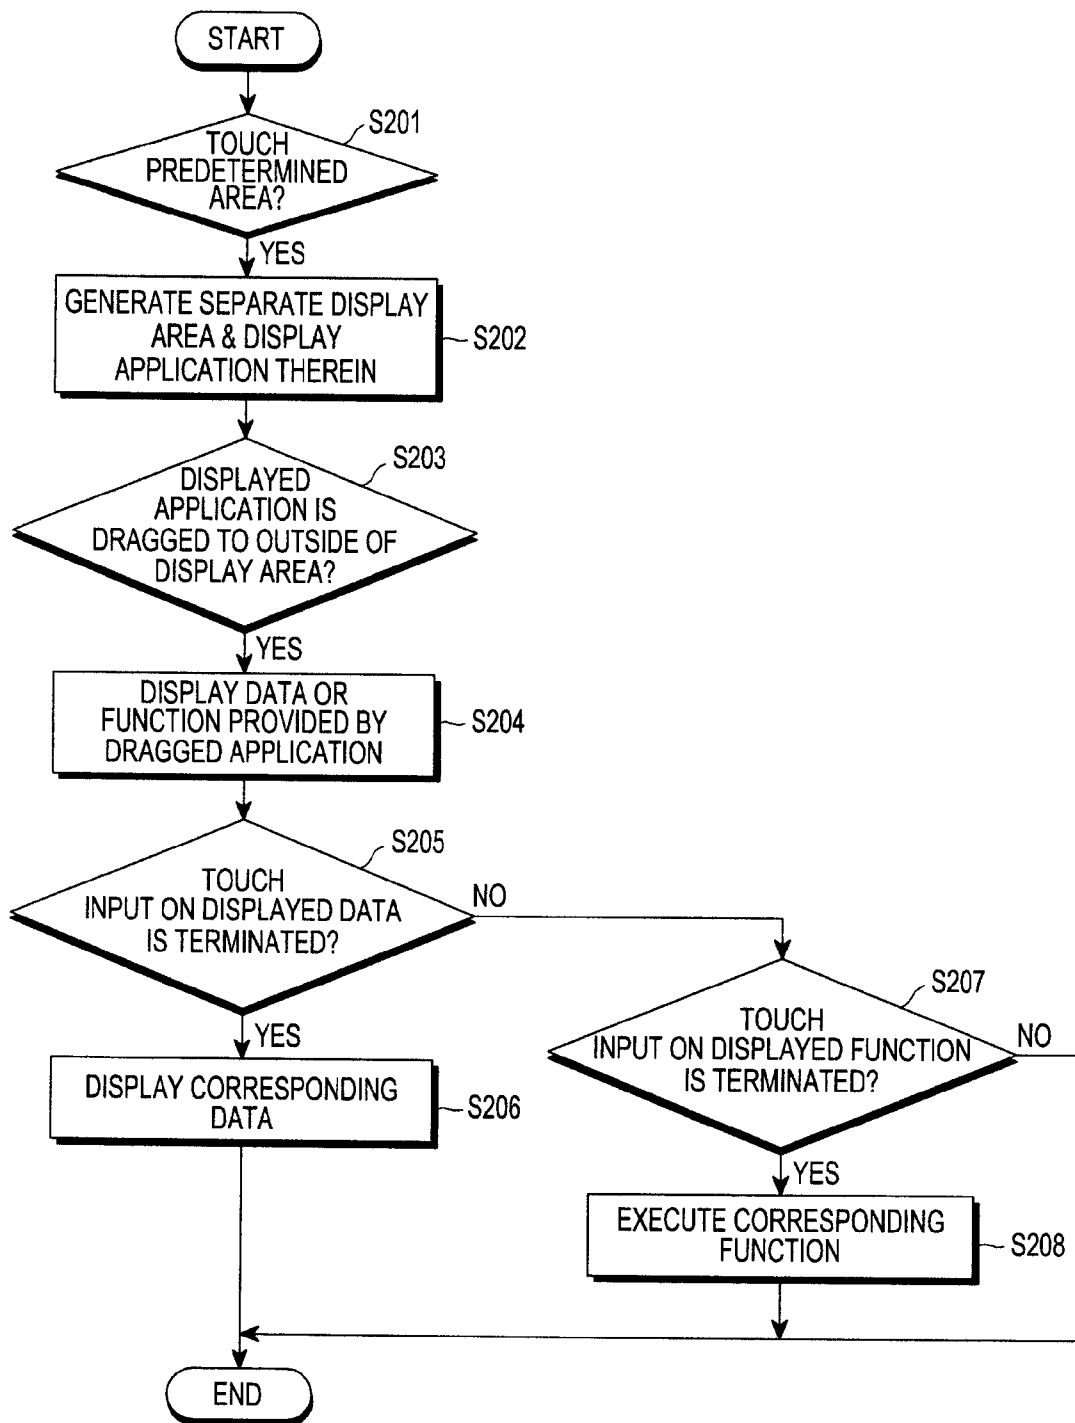 START
S201
TOUCH
PREDETERMINED
AREA?
YES
GENERATE SEPARATE DISPLAY
AREA & DISPLAY
APPLICATION THEREIN
S202
S203
DISPLAYED
APPLICATION IS
DRAGGED TO OUTSIDE OF
DISPLAY AREA?
YES
DISPLAY DATA OR
FUNCTION PROVIDED BY
DRAGGED APPLICATION
S204
S205
TOUCH
INPUT ON DISPLAYED DATA
IS TERMINATED?
NO
YES
S207
TOUCH
INPUT ON DISPLAYED FUNCTION
IS TERMINATED?
NO
DISPLAY CORRESPONDING
DATA
S206
YES
EXECUTE CORRESPONDING
FUNCTION
S208
END